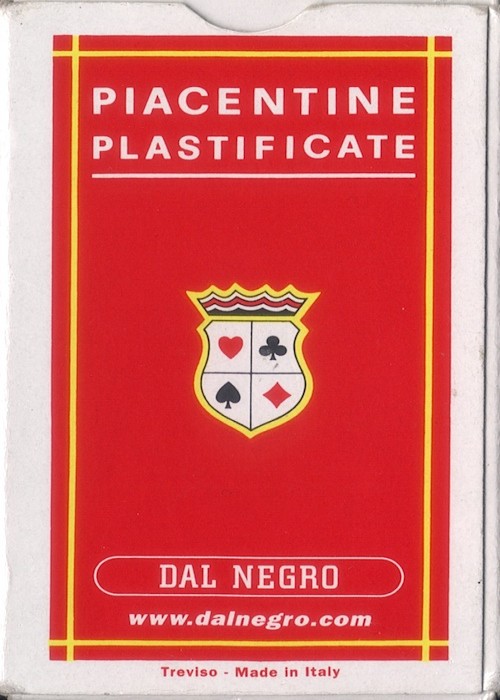 PIACENTINE
PLASTIFICATE
DAL NEGRO
www.dalnegro.com
Treviso - Made in Italy